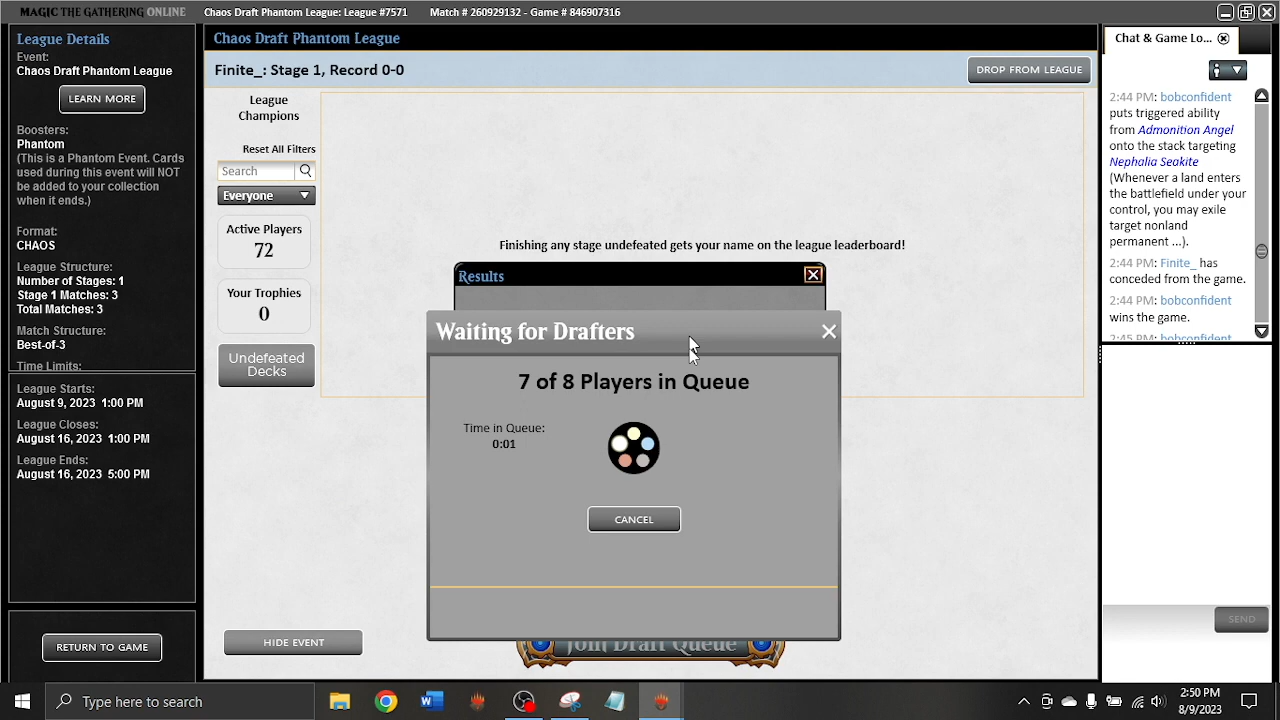 MAGIC THE GATHERING ONLINE
Chaos Draft Phantom League: League #7571
Match # 260929132 - Game # 846907316
League Details
Event:
Chaos Draft Phantom League
LEARN MORE
Boosters:
Phantom
(This is a Phantom Event. Cards
used during this event will NOT
be added to your collection
when it ends.)
Format:
CHAOS
League Structure:
Number of Stages: 1
Stage 1 Matches: 3
Total Matches: 3
Match Structure:
Best-of-3
Time Limits:
League Starts:
August 9, 2023 1:00 PM
League Closes:
August 16, 2023 1:00 PM
League Ends:
August 16, 2023 5:00 PM
RETURN TO GAME
Chaos Draft Phantom League
Finite_: Stage 1, Record 0-0
DROP FROM LEAGUE
League
Champions
Reset All Filters
Search
Everyone
Active Players
72
Your Trophies
0
Undefeated
Decks
Finishing any stage undefeated gets your name on the league leaderboard!
Results
Waiting for Drafters
7 of 8 Players in Queue
Time in Queue:
0:01
CANCEL
HIDE EVENT
Join Draft Queue
Chat & Game Lo...
2:44 PM: bobconfident
puts triggered ability
from Admonition Angel
onto the stack targeting
Nephalia Seakite
(Whenever a land enters
the battlefield under your
control, you may exile
target nonland
permanent ...).
2:44 PM: Finite_ has
conceded from the game.
2:44 PM: bobconfident
wins the game.
2:45 PM: bobconfident
SEND
Type here to search
2:50 PM
8/9/2023